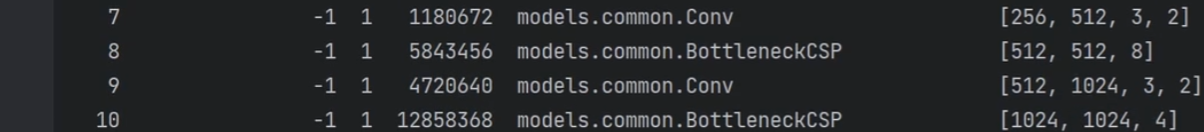 7 -1 1 1180672 models.common.Conv [256, 512, 3, 2]
8 -1 1 5843456 models.common.BottleneckCSP [512, 512, 8]
9 -1 1 4720640 models.common.Conv [512, 1024, 3, 2]
10 -1 1 12858368 models.common.BottleneckCSP [1024, 1024, 4]